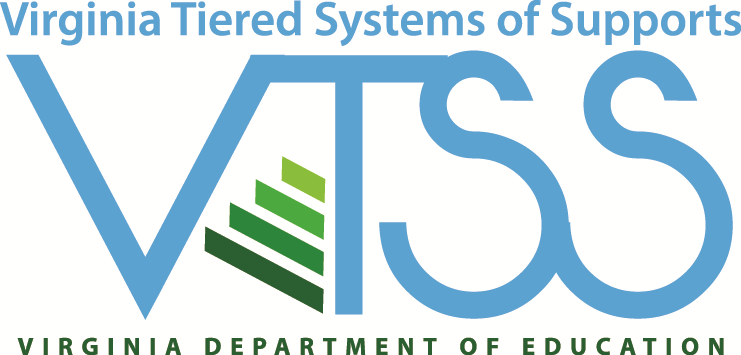 Virginia Tiered Systems of Supports
VTSS
VIRGINIA DEPARTMENT OF EDUCATION